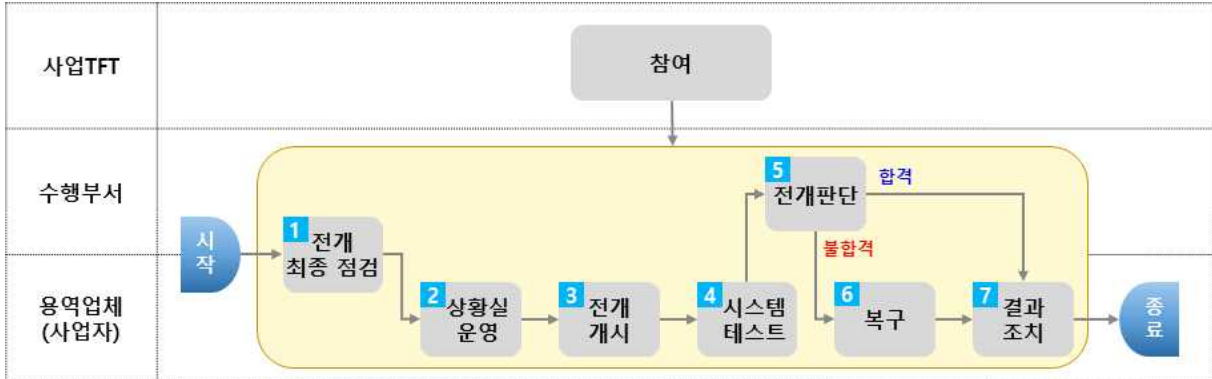 사업TFT
참여
수행부서
용역업체
(사업자)
시
작
1
전개
최종 점검
2
상황실
운영
3
전개
개시
4
시스템
테스트
5
전개판단
합격
불합격
6
복구
7
결과
조치
종
료